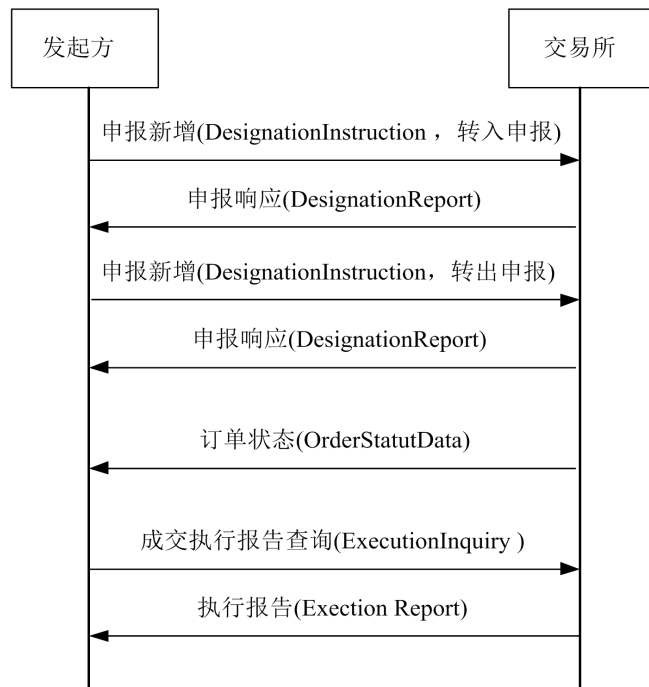 发起方
交易所
申报新增(DesignationInstruction ，转入申报)
申报响应(DesignationReport)
申报新增(DesignationInstruction，转出申报)
申报响应(DesignationReport)
订单状态(OrderStatutData)
成交执行报告查询(ExecutionInquiry )
执行报告(Exection Report)